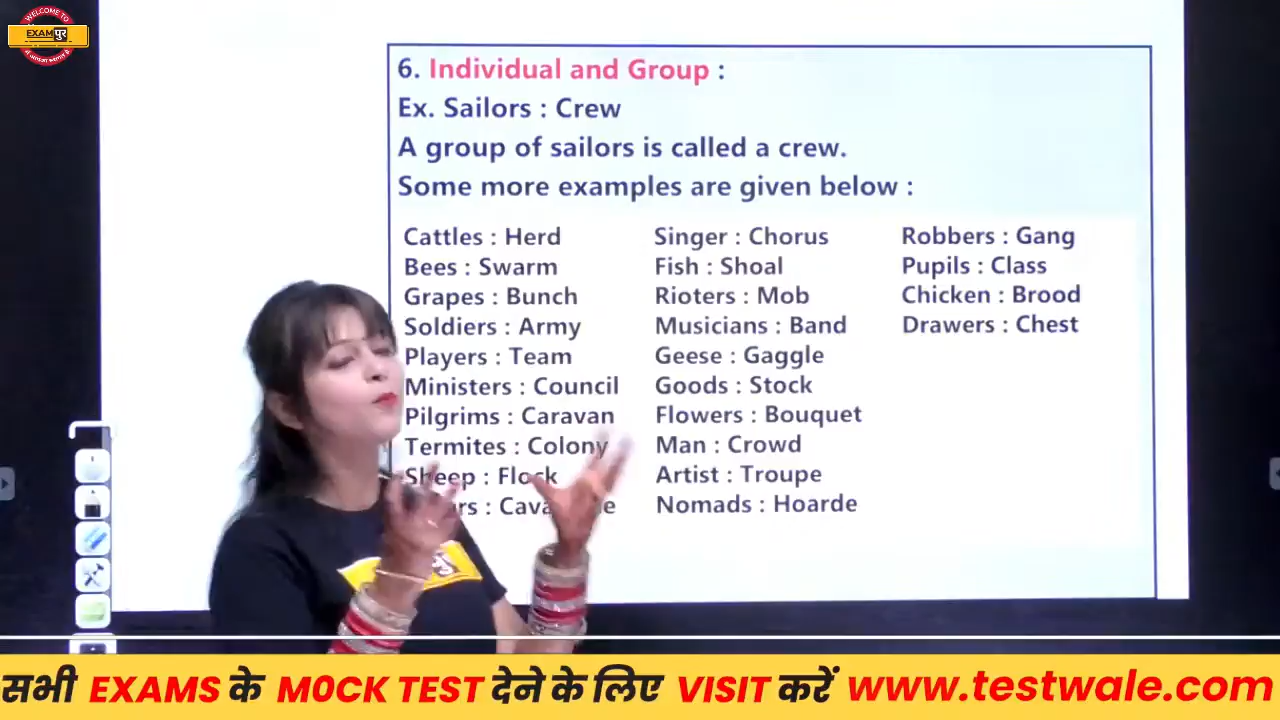 WELCOME TO
EXAMपुर
6. Individual and Group :
Ex. Sailors : Crew
A group of sailors is called a crew.
Some more examples are given below :
Cattles : Herd
Bees : Swarm
Grapes : Bunch
Soldiers : Army
Players : Team
Ministers : Council
Pilgrims : Caravan
Termites : Colony
Sheep : Flock
Singer : Chorus
Fish : Shoal
Rioters : Mob
Musicians : Band
Geese : Gaggle
Goods : Stock
Flowers : Bouquet
Man : Crowd
Artist : Troupe
Nomads : Hoarde
Robbers : Gang
Pupils : Class
Chicken : Brood
Drawers : Chest
सभी EXAMS के M0CK TEST देने के लिए VISIT करें www.testwale.com